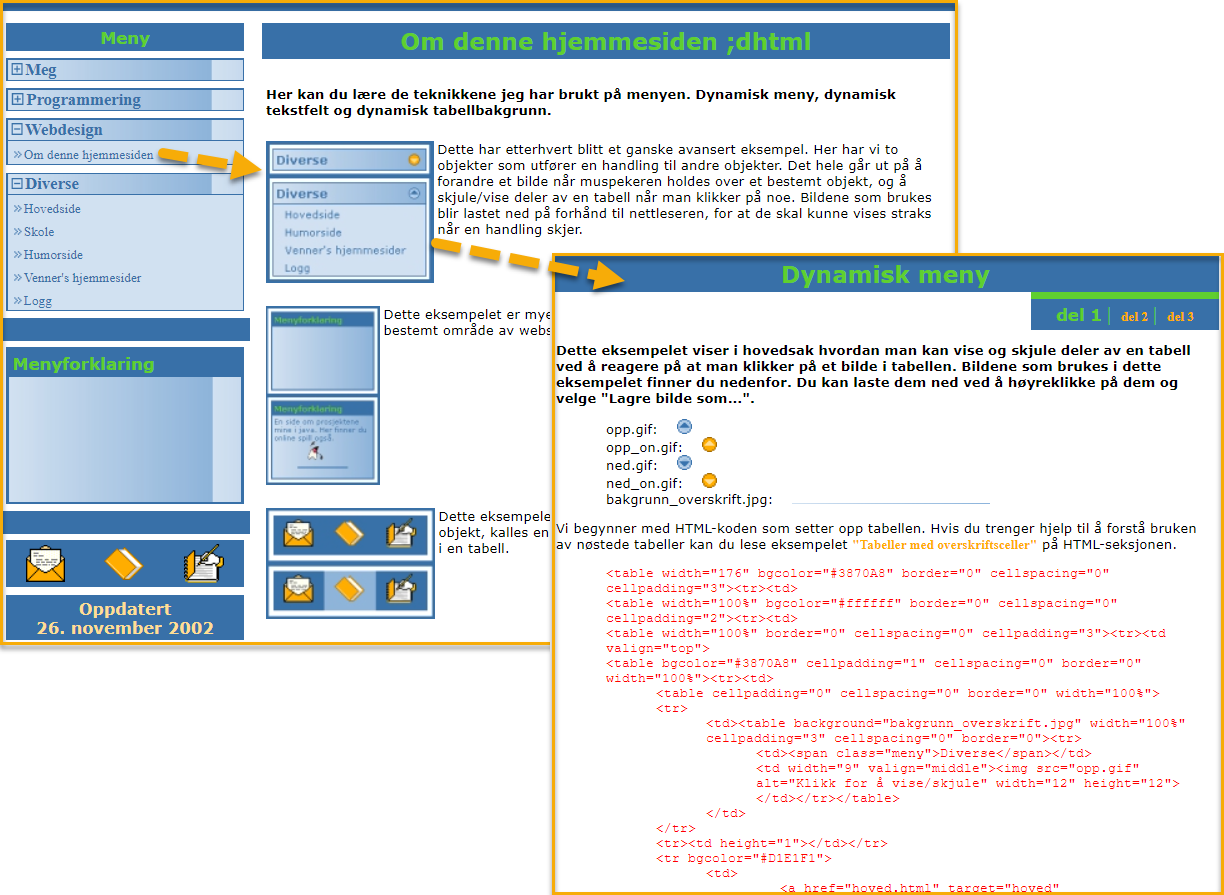 Meny
Meg
Programmering
Webdesign
»Om denne hjemmesiden
Diverse
»Hovedside
»Skole
»Humorside
»Venner's hjemmesider
»Logg
Menyforklaring
Oppdatert
26. november 2002
Om denne hjemmesiden ;dhtml
Her kan du lære de teknikkene jeg har brukt på menyen. Dynamisk meny, dynamisk
tekstfelt og dynamisk tabellbakgrunn.
Diverse
Diverse
Hovedside
Humorside
Venner's hjemmesider
Logg
Dette har etterhvert blitt et ganske avansert eksempel. Her har vi to
objekter som utfører en handling til andre objekter. Det hele går ut på å
forandre et bilde når muspekeren holdes over et bestemt objekt, og å
skjule/vise deler av en tabell når man klikker på noe. Bildene som brukes
blir lastet ned på forhånd til nettleseren, for at de skal kunne vises straks
når en handling skjer.
Menyforklaring
Menyforklaring
En side om prosjektene
mine i java. Her finner du
online spill også.
Dette eksempelet er mye
bestemt område av webs
Dette eksempele
objekt, kalles en
i en tabell.
Dynamisk meny
del 1 | del 2 | del 3
Dette eksempelet viser i hovedsak hvordan man kan vise og skjule deler av en tabell
ved å reagere på at man klikker på et bilde i tabellen. Bildene som brukes i dette
eksempelet finner du nedenfor. Du kan laste dem ned ved å høyreklikke på dem og
velge "Lagre bilde som...".
opp.gif:
opp_on.gif:
ned.gif:
ned_on.gif:
bakgrunn_overskrift.jpg:
Vi begynner med HTML-koden som setter opp tabellen. Hvis du trenger hjelp til å forstå bruken
av nøstede tabeller kan du lese eksempelet "Tabeller med overskriftsceller" på HTML-seksjonen.
<table width="176" bgcolor="#3870A8" border="0" cellspacing="0"
cellpadding="3"><tr><td>
<table width="100%" bgcolor="#ffffff" border="0" cellspacing="0"
cellpadding="2"><tr><td>
<table width="100%" border="0" cellspacing="0" cellpadding="3"><tr><td
valign="top">
<table bgcolor="#3870A8" cellpadding="1" cellspacing="0" border="0"
width="100%"><tr><td>
<table cellpadding="0" cellspacing="0" border="0" width="100%">
<tr>
<td><table background="bakgrunn_overskrift.jpg" width="100%"
cellpadding="3" cellspacing="0" border="0"><tr>
<td><span class="meny">Diverse</span></td>
<td width="9" valign="middle"><img src="opp.gif"
alt="Klikk for å vise/skjule" width="12" height="12">
</td></tr></table>
</td>
</tr>
<tr><td height="1"></td></tr>
<tr bgcolor="#D1E1F1">
<td>
<a href="hoved.html" target="hoved"